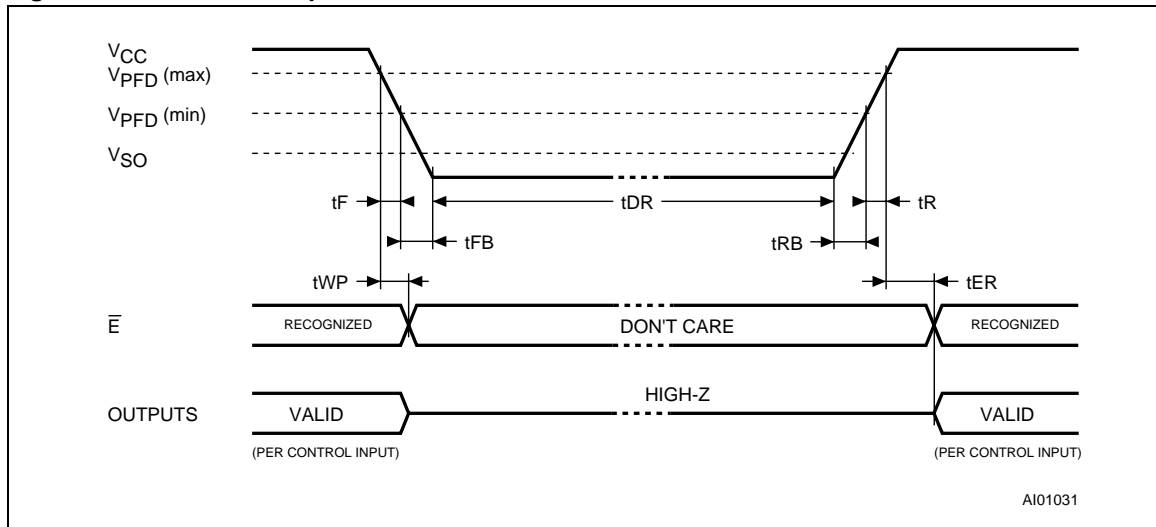 VCC
VPFD (max)
VPFD (min)
VSO
tF
tDR
tR
tFB
tRB
tWP
tER
E̅
RECOGNIZED
DON'T CARE
RECOGNIZED
HIGH-Z
OUTPUTS
VALID
VALID
(PER CONTROL INPUT)
(PER CONTROL INPUT)
AI01031